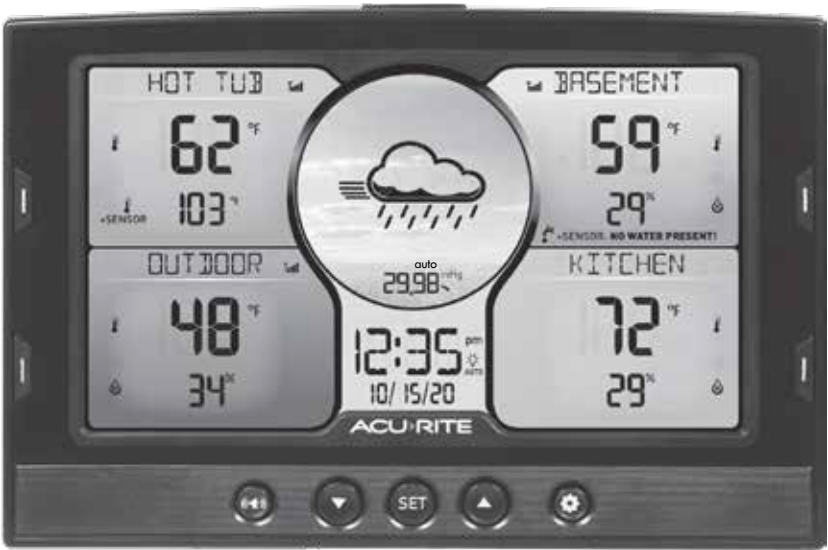 HOT TUB
62 °F
+SENSOR
103 °F
BASEMENT
59 °F
29%
+SENSOR: NO WATER PRESENT!
auto
29.98 inHg
OUTDOOR
48 °F
34%
12:35 pm
AUTO
10/15/20
KITCHEN
72 °F
29%
ACU›RITE
SET